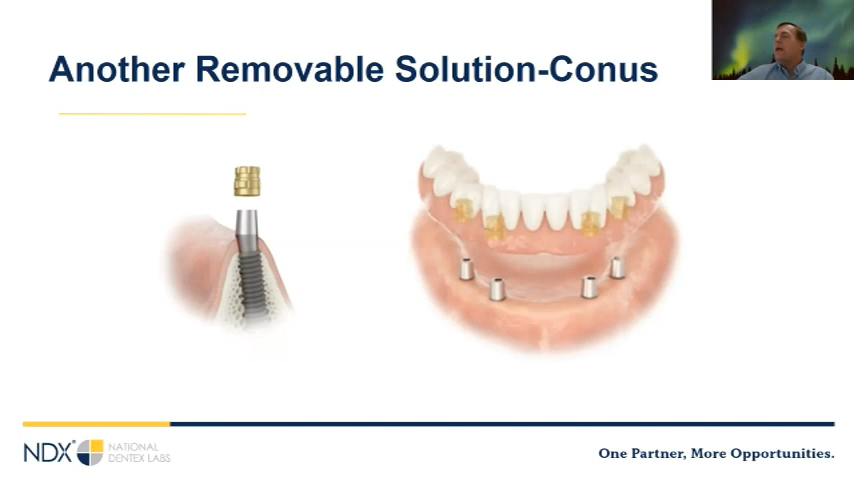 Another Removable Solution-Conus
NDX® NATIONAL
DENTEX LABS
One Partner, More Opportunities.